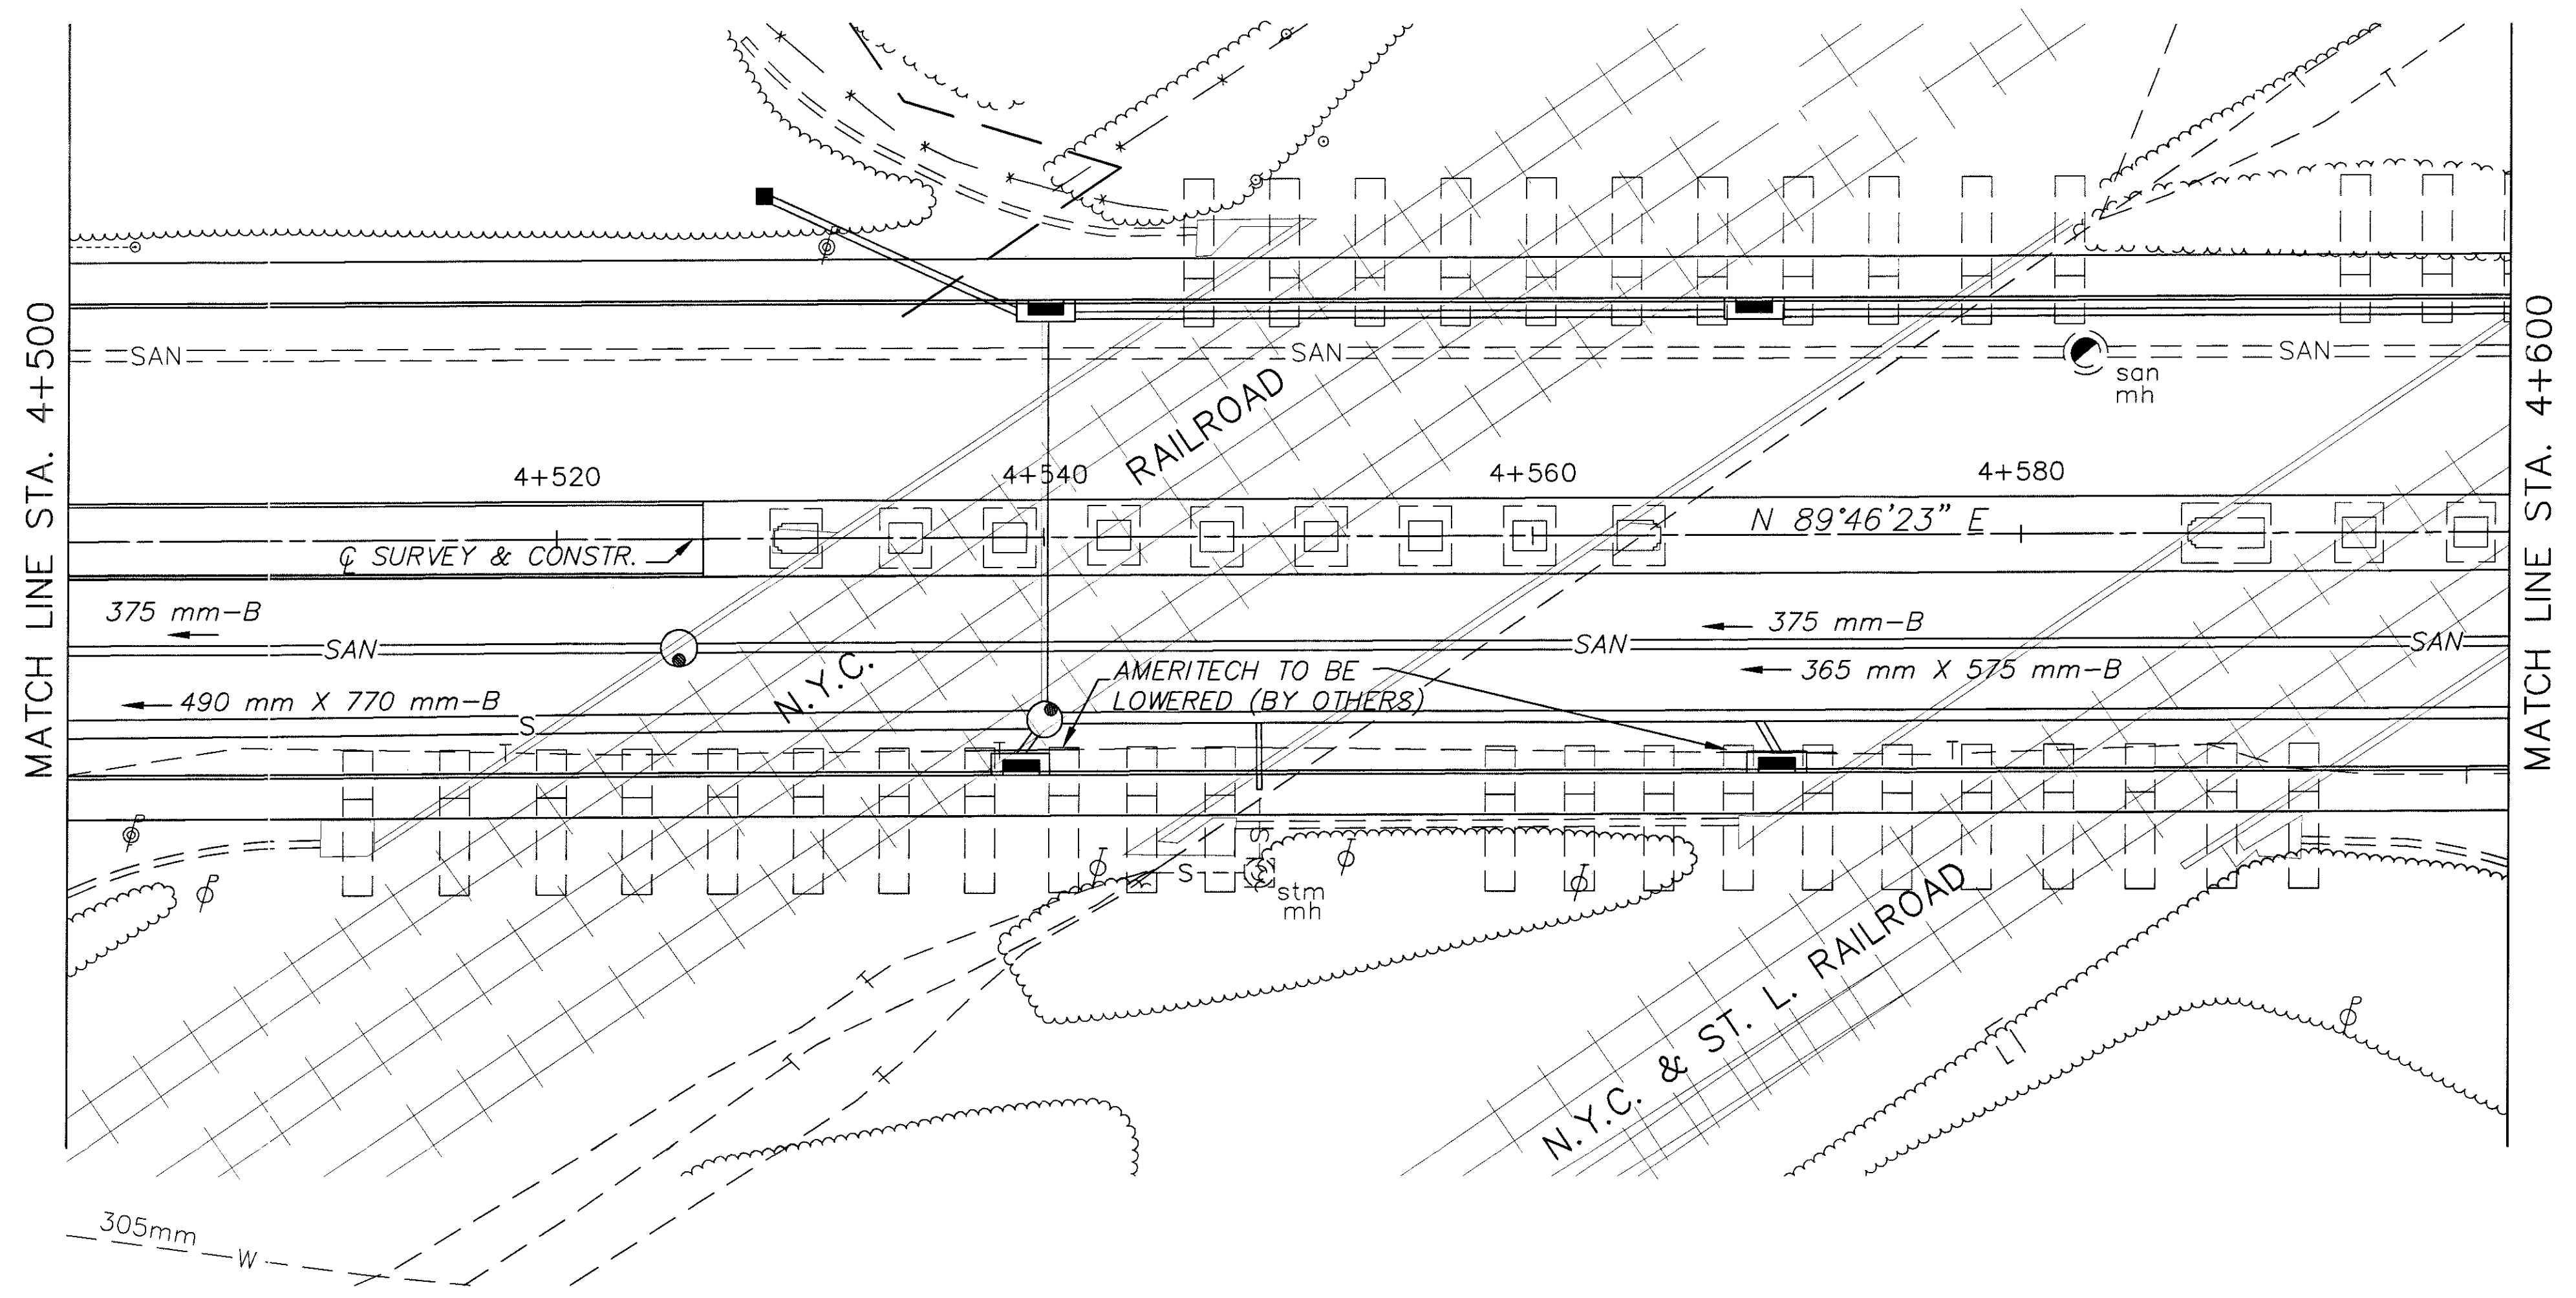 MATCH LINE STA. 4+500
MATCH LINE STA. 4+600
SAN
SAN
SAN
san
mh
RAILROAD
4+520
4+540
4+560
4+580
N 89°46'23" E
℄ SURVEY & CONSTR.
375 mm-B
375 mm-B
SAN
SAN
SAN
N.Y.C.
AMERITECH TO BE
LOWERED (BY OTHERS)
365 mm X 575 mm-B
490 mm X 770 mm-B
S
T
T
T
T
S
S
stm
mh
T
T
T
T
T
N.Y.C. & ST. L. RAILROAD
305mm
W